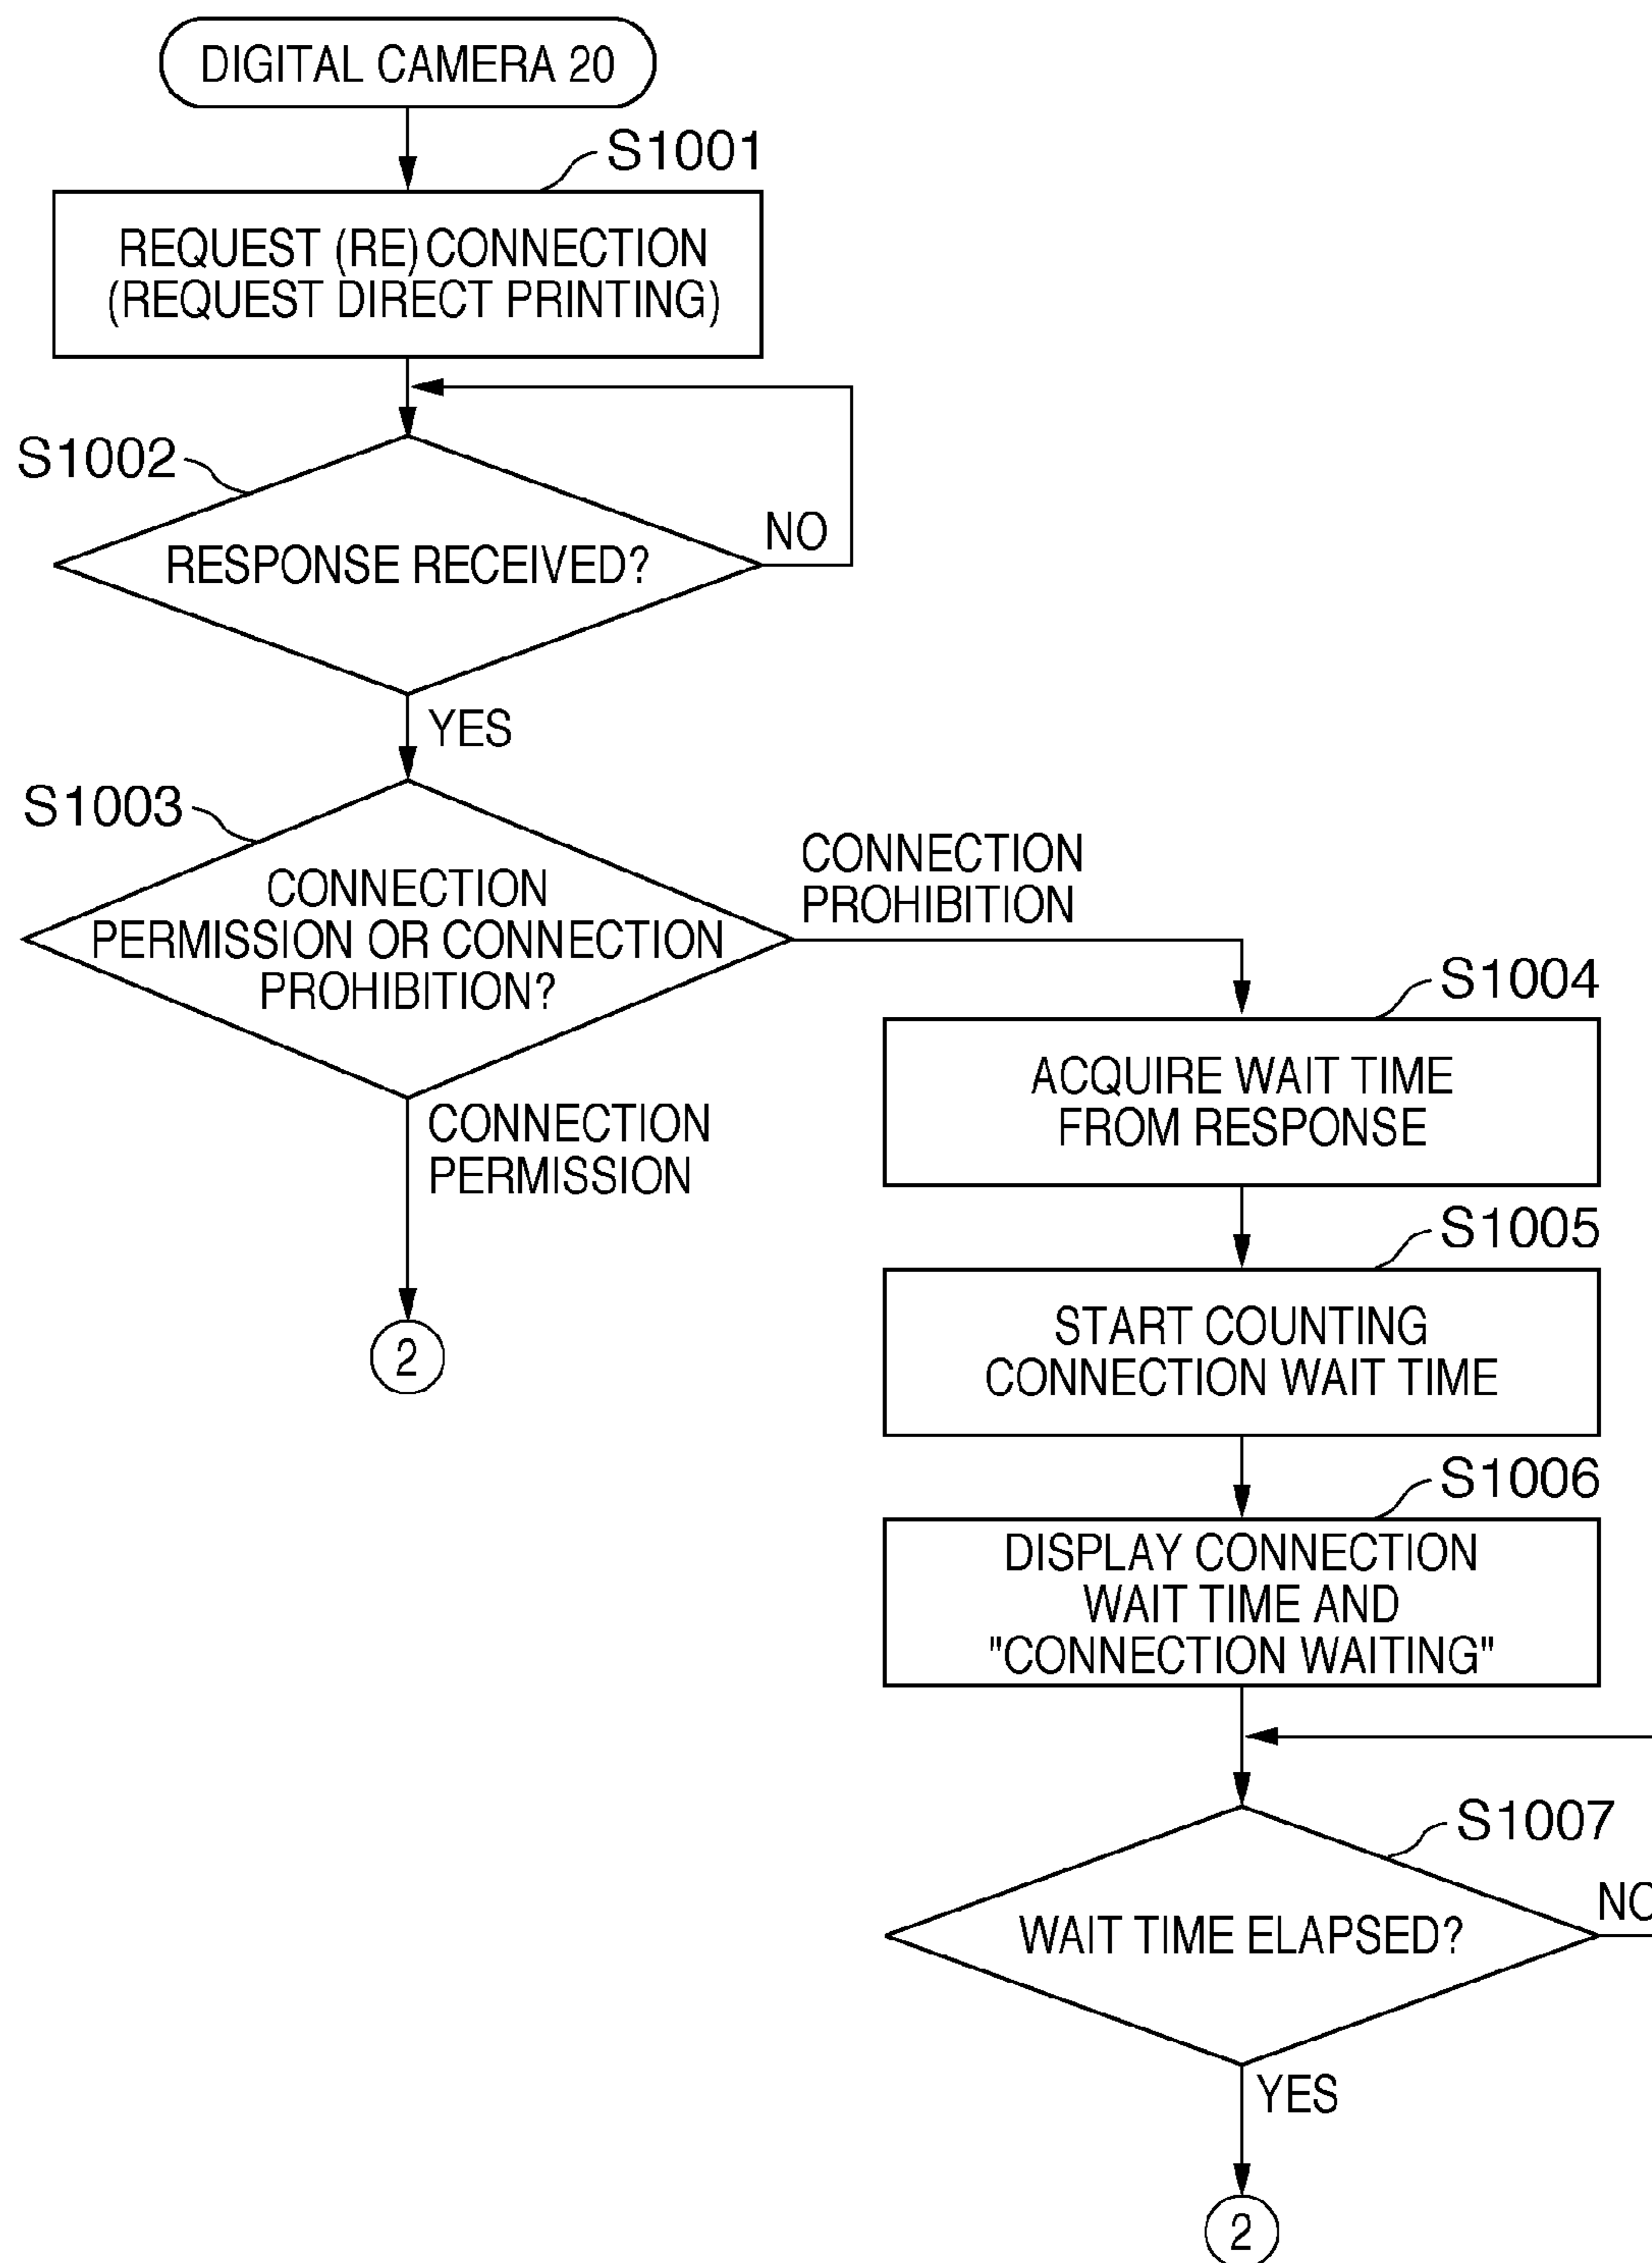 DIGITAL CAMERA 20
S1001
REQUEST (RE)CONNECTION
(REQUEST DIRECT PRINTING)
S1002
RESPONSE RECEIVED?
NO
YES
S1003
CONNECTION
PERMISSION OR CONNECTION
PROHIBITION?
CONNECTION
PROHIBITION
CONNECTION
PERMISSION
2
S1004
ACQUIRE WAIT TIME
FROM RESPONSE
S1005
START COUNTING
CONNECTION WAIT TIME
S1006
DISPLAY CONNECTION
WAIT TIME AND
"CONNECTION WAITING"
S1007
WAIT TIME ELAPSED?
NO
YES
2